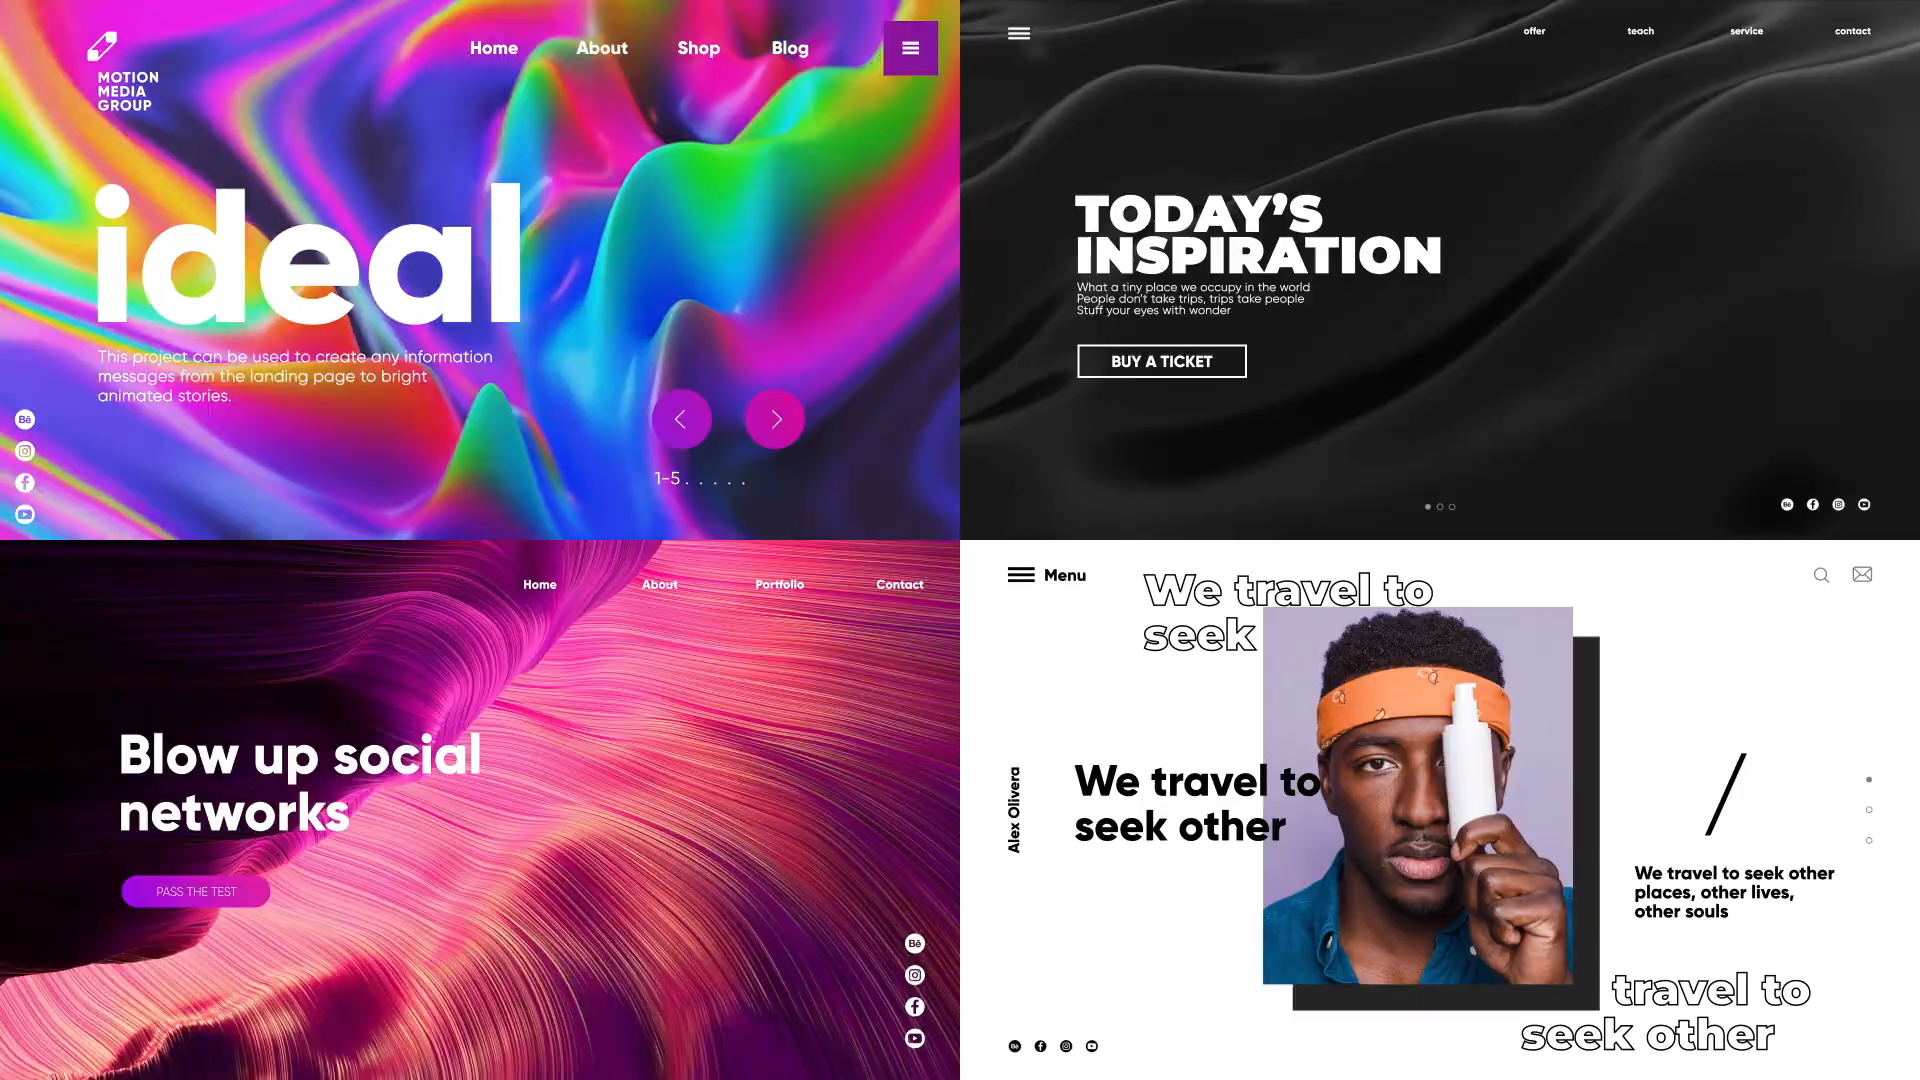 MOTION
MEDIA
GROUP
Home About Shop Blog
ideal
This project can be used to create any information
messages from the landing page to bright
animated stories.
Bē
1-5 . . . . .
offer teach service contact
TODAY’S
INSPIRATION
What a tiny place we occupy in the world
People don't take trips, trips take people
Stuff your eyes with wonder
BUY A TICKET
Bē
Home About Portfolio Contact
Blow up social
networks
PASS THE TEST
Bē
Menu
We travel to
seek
Alex Olivera
We travel to
seek other
/
We travel to seek other
places, other lives,
other souls
travel to
seek other
Bē